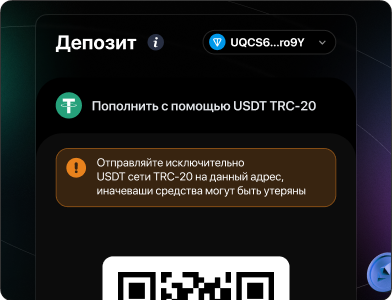 Депозит
UQCS6...ro9Y
Пополнить с помощью USDT TRC-20
Отправляйте исключительно
USDT сети TRC-20 на данный адрес,
иначеваши средства могут быть утеряны